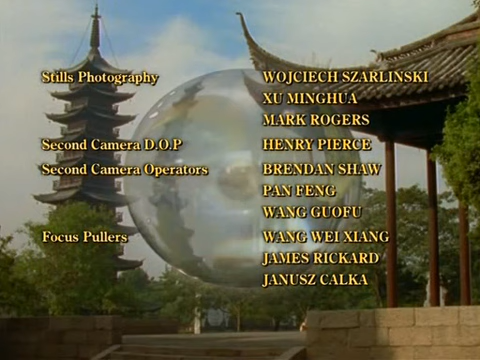 Stills Photography WOJCIECH SZARLINSKI
XU MINGHUA
MARK ROGERS
Second Camera D.O.P HENRY PIERCE
Second Camera Operators BRENDAN SHAW
PAN FENG
WANG GUOFU
Focus Pullers WANG WEI XIANG
JAMES RICKARD
JANUSZ CALKA